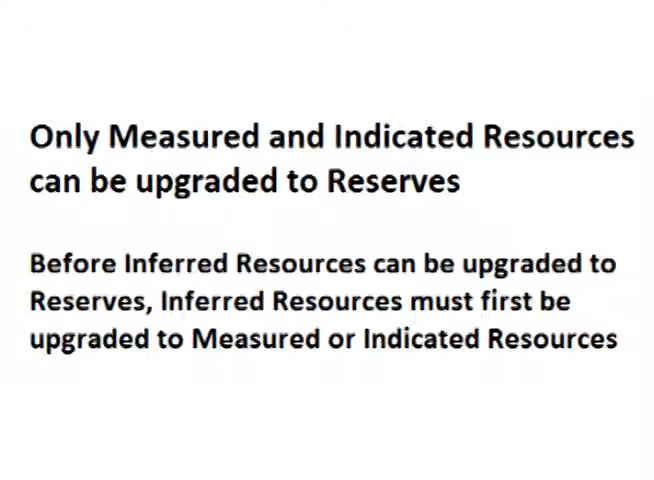 Only Measured and Indicated Resources
can be upgraded to Reserves
Before Inferred Resources can be upgraded to
Reserves, Inferred Resources must first be
upgraded to Measured or Indicated Resources